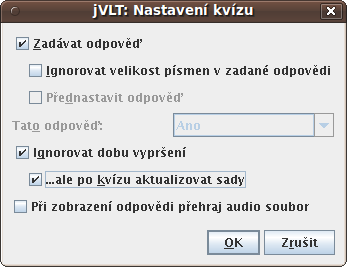 jVLT: Nastavení kvízu
Zadávat odpověď
Ignorovat velikost písmen v zadané odpovědi
Přednastavit odpověď
Tato odpověď:
Ano
Ignorovat dobu vypršení
...ale po kvízu aktualizovat sady
Při zobrazení odpovědi přehraj audio soubor
OK
Zrušit